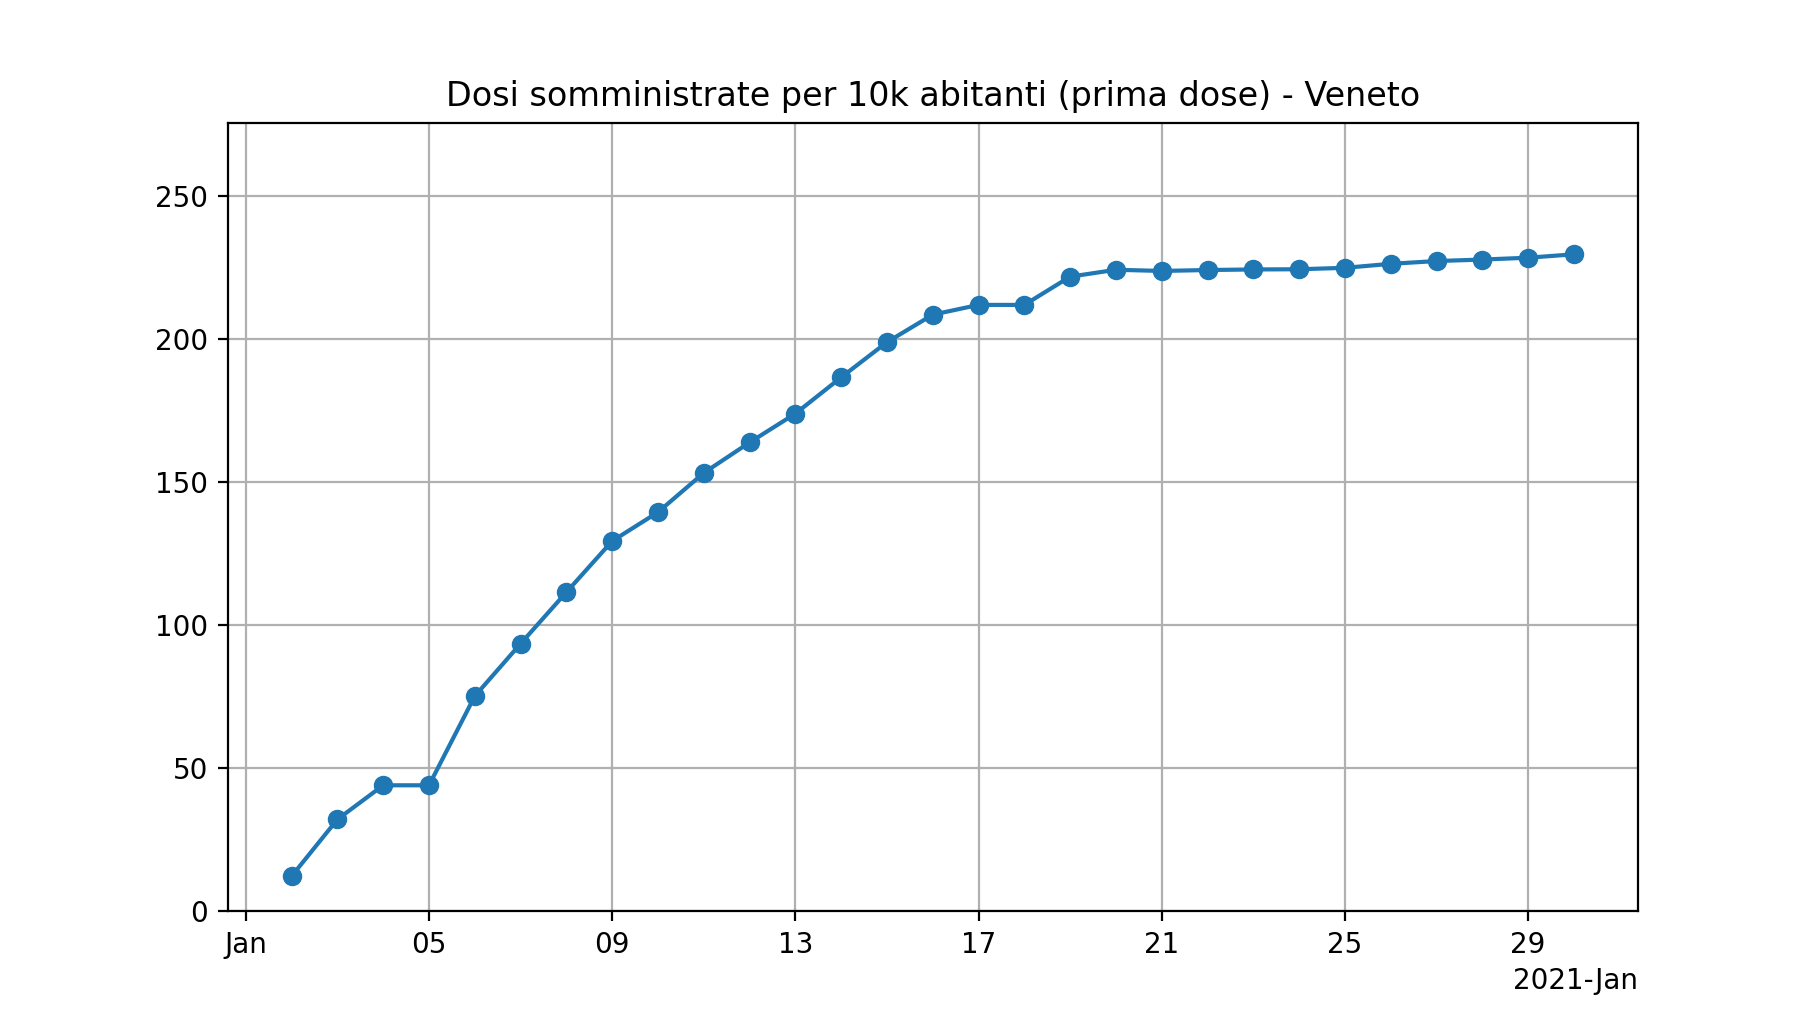 Dosi somministrate per 10k abitanti (prima dose) - Veneto
250
200
150
100
50
0
Jan 05 09 13 17 21 25 29
2021-Jan